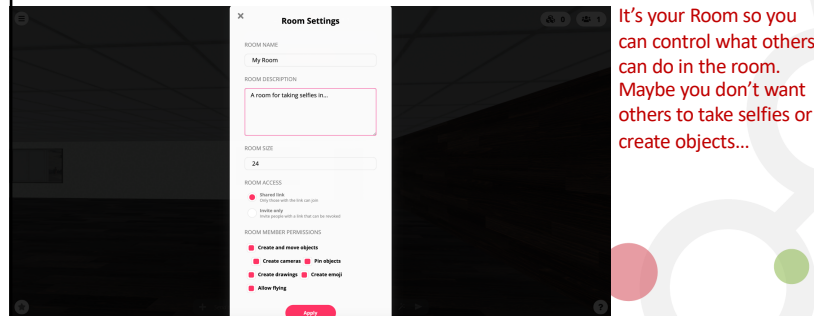 Room Settings
ROOM NAME
My Room
ROOM DESCRIPTION
A room for taking selfies in...
ROOM SIZE
24
ROOM ACCESS
Shared link
Only those with the link can join
Invite only
Invite people with a link that can be revoked
ROOM MEMBER PERMISSIONS
Create and move objects
Create cameras Pin objects
Create drawings Create emoji
Allow flying
Apply
0 1
?
It's your Room so you
can control what others
can do in the room.
Maybe you don't want
others to take selfies or
create objects...